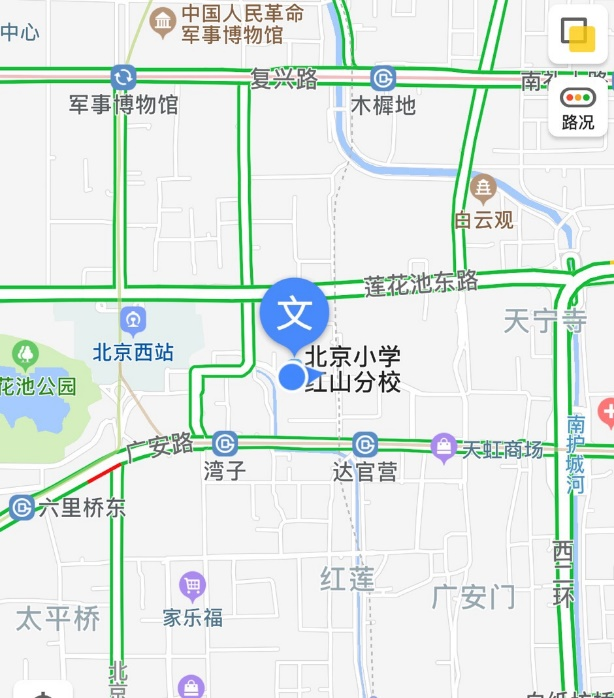 中国人民革命
军事博物馆
中心
复兴路
军事博物馆
木樨地
路况
白云观
莲花池东路
文
天宁寺
北京西站
北京小学
红山分校
花池公园
广安路
湾子
达官营
天虹商场
南护城河
六里桥东
西二环
红莲
广安门
太平桥
家乐福